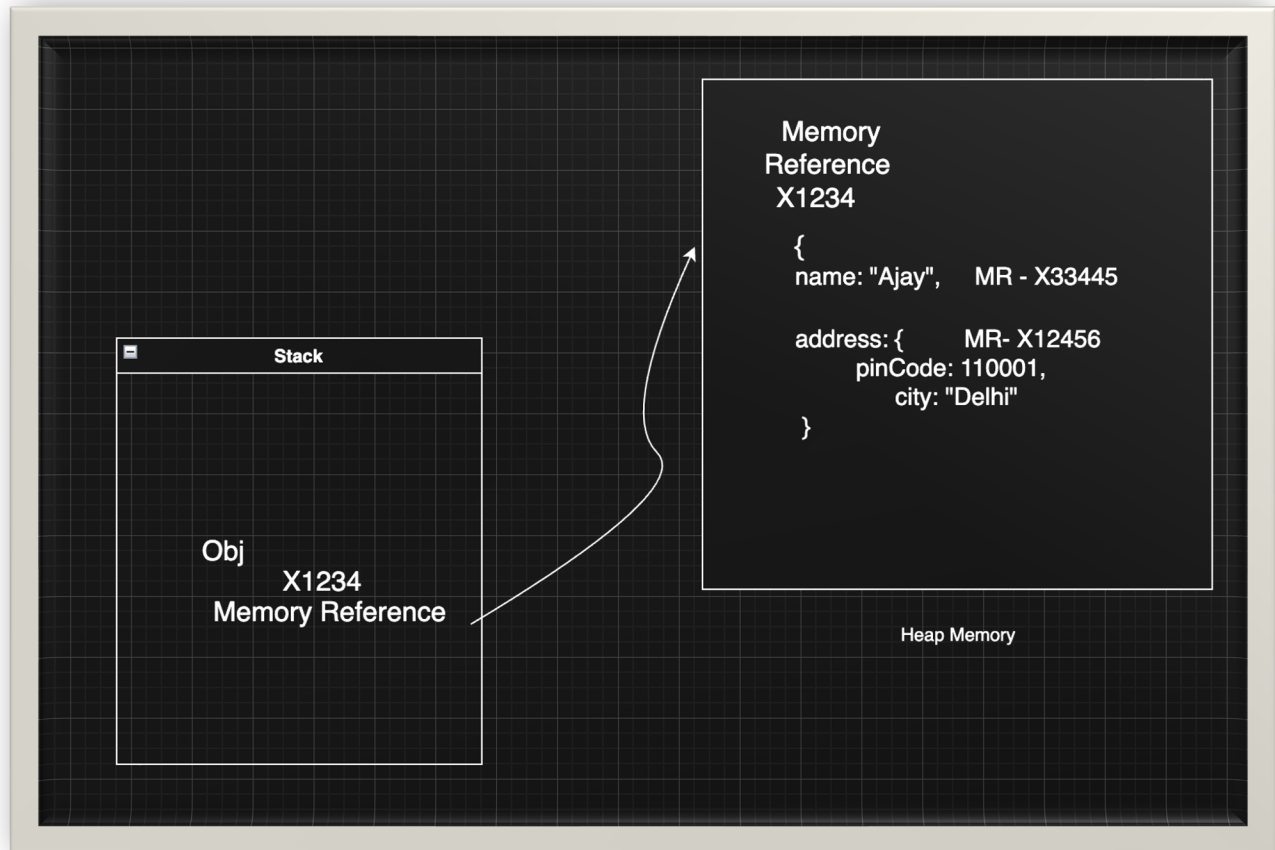 Memory
Reference
X1234
{
name: "Ajay", MR - X33445
address: { MR- X12456
pinCode: 110001,
city: "Delhi"
}
Stack
Obj
X1234
Memory Reference
Heap Memory